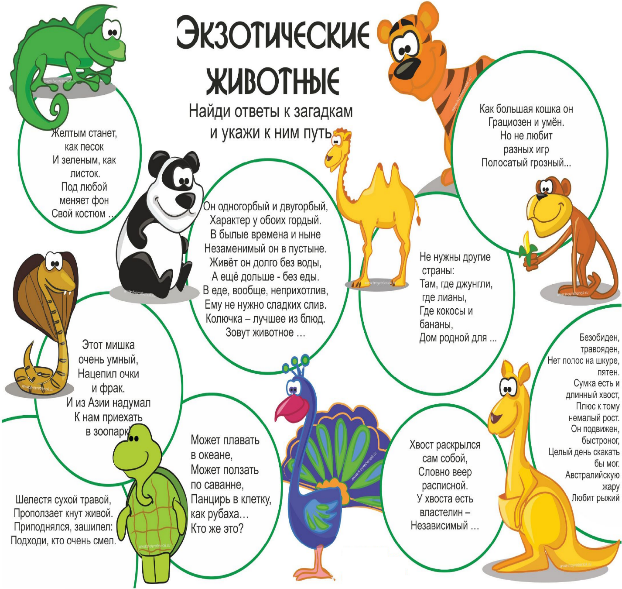 Экзотические
животные
Найди ответы к загадкам
и укажи к ним путь
Желтым станет,
как песок
И зеленым, как
листок.
Под любой
меняет фон
Свой костюм ...
Как большая кошка он
Грациозен и умён.
Но не любит
разных игр
Полосатый грозный...
Он одногорбый и двугорбый,
Характер у обоих гордый.
В былые времена и ныне
Незаменимый он в пустыне.
Живёт он долго без воды,
А ещё дольше - без еды.
В еде, вообще, неприхотлив,
Ему не нужно сладких слив.
Колючка – лучшее из блюд.
Зовут животное ...
Не нужны другие
страны:
Там, где джунгли,
где лианы,
Где кокосы и
бананы,
Дом родной для ...
Этот мишка
очень умный,
Нацепил очки
и фрак.
И из Азии надумал
К нам приехать
в зоопарк
Безобиден,
травояден,
Нет полос на шкуре,
пятен.
Сумка есть и
длинный хвост,
Плюс к тому
немалый рост.
Он подвижен,
быстроног,
Целый день скакать
бы мог.
Австралийскую
жару
Любит рыжий
Шелестя сухой травой,
Проползает кнут живой.
Приподнялся, зашипел:
Подходи, кто очень смел.
Может плавать
в океане,
Может ползать
по саванне,
Панцирь в клетку,
как рубаха...
Кто же это?
Хвост раскрылся
сам собой,
Словно веер
расписной.
У хвоста есть
властелин –
Независимый ...